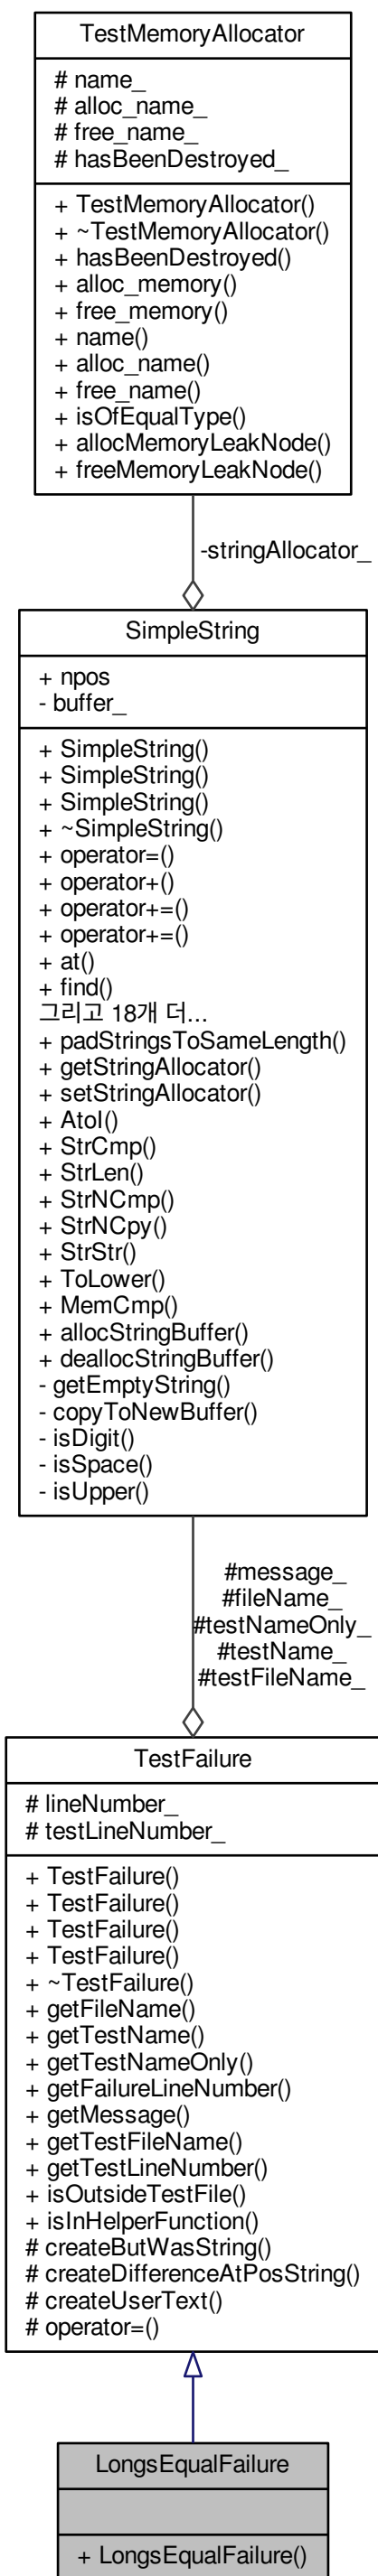 TestMemoryAllocator
# name_
# alloc_name_
# free_name_
# hasBeenDestroyed_
+ TestMemoryAllocator()
+ ~TestMemoryAllocator()
+ hasBeenDestroyed()
+ alloc_memory()
+ free_memory()
+ name()
+ alloc_name()
+ free_name()
+ isOfEqualType()
+ allocMemoryLeakNode()
+ freeMemoryLeakNode()
-stringAllocator_
SimpleString
+ npos
- buffer_
+ SimpleString()
+ SimpleString()
+ SimpleString()
+ ~SimpleString()
+ operator=()
+ operator+()
+ operator+=()
+ operator+=()
+ at()
+ find()
그리고 18개 더...
+ padStringsToSameLength()
+ getStringAllocator()
+ setStringAllocator()
+ AtoI()
+ StrCmp()
+ StrLen()
+ StrNCmp()
+ StrNCpy()
+ StrStr()
+ ToLower()
+ MemCmp()
+ allocStringBuffer()
+ deallocStringBuffer()
- getEmptyString()
- copyToNewBuffer()
- isDigit()
- isSpace()
- isUpper()
#message_
#fileName_
#testNameOnly_
#testName_
#testFileName_
TestFailure
# lineNumber_
# testLineNumber_
+ TestFailure()
+ TestFailure()
+ TestFailure()
+ TestFailure()
+ ~TestFailure()
+ getFileName()
+ getTestName()
+ getTestNameOnly()
+ getFailureLineNumber()
+ getMessage()
+ getTestFileName()
+ getTestLineNumber()
+ isOutsideTestFile()
+ isInHelperFunction()
# createButWasString()
# createDifferenceAtPosString()
# createUserText()
# operator=()
LongsEqualFailure
+ LongsEqualFailure()